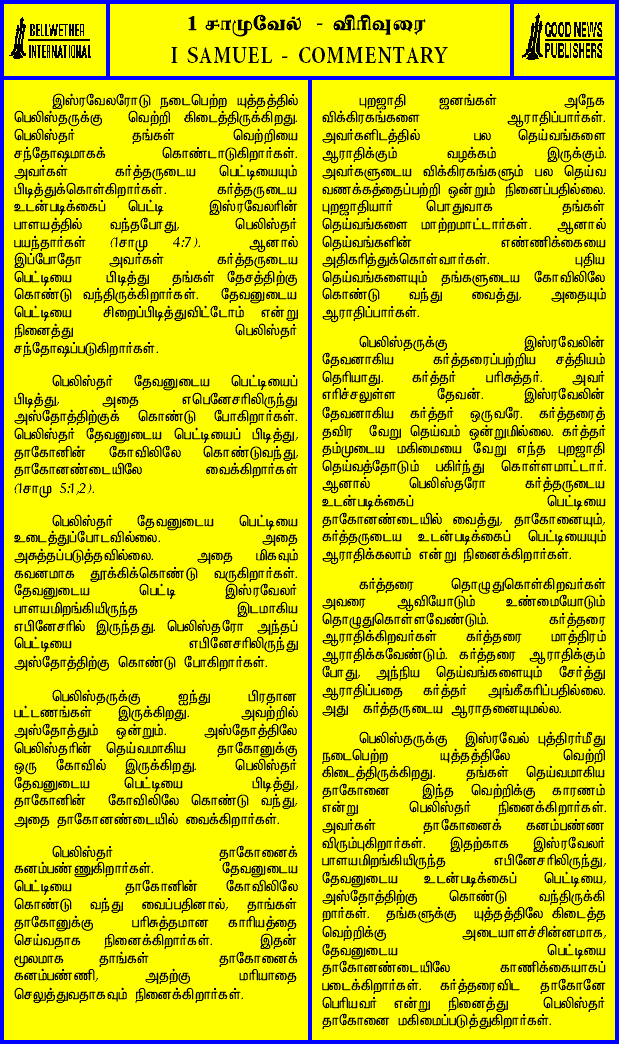 BELLWETHER
INTERNATIONAL
1 சாமுவேல் - விரிவுரை
I SAMUEL - COMMENTARY
GOOD NEWS
PUBLISHERS
இஸ்ரவேலரோடு நடைபெற்ற யுத்தத்தில்
பெலிஸ்தருக்கு வெற்றி கிடைத்திருக்கிறது.
பெலிஸ்தர் தங்கள் வெற்றியை
சந்தோஷமாகக் கொண்டாடுகிறார்கள்.
அவர்கள் கர்த்தருடைய பெட்டியையும்
பிடித்துக்கொள்கிறார்கள். கர்த்தருடைய
உடன்படிக்கைப் பெட்டி இஸ்ரவேலரின்
பாளயத்தில் வந்தபோது, பெலிஸ்தர்
பயந்தார்கள் (1சாமு 4:7). ஆனால்
இப்போதோ அவர்கள் கர்த்தருடைய
பெட்டியை பிடித்து தங்கள் தேசத்திற்கு
கொண்டு வந்திருக்கிறார்கள். தேவனுடைய
பெட்டியை சிறைப்பிடித்துவிட்டோம் என்று
நினைத்து பெலிஸ்தர்
சந்தோஷப்படுகிறார்கள்.
பெலிஸ்தர் தேவனுடைய பெட்டியைப்
பிடித்து, அதை எபெனேசரிலிருந்து
அஸ்தோத்திற்குக் கொண்டு போகிறார்கள்.
பெலிஸ்தர் தேவனுடைய பெட்டியைப் பிடித்து,
தாகோனின் கோவிலிலே கொண்டுவந்து,
தாகோனண்டையிலே வைக்கிறார்கள்
(1சாமு 5:1,2).
பெலிஸ்தர் தேவனுடைய பெட்டியை
உடைத்துப்போடவில்லை. அதை
அசுத்தப்படுத்தவில்லை. அதை மிகவும்
கவனமாக தூக்கிக்கொண்டு வருகிறார்கள்.
தேவனுடைய பெட்டி இஸ்ரவேலர்
பாளயமிறங்கியிருந்த இடமாகிய
எபினேசரில் இருந்தது. பெலிஸ்தரோ அந்தப்
பெட்டியை எபினேசரிலிருந்து
அஸ்தோத்திற்கு கொண்டு போகிறார்கள்.
பெலிஸ்தருக்கு ஐந்து பிரதான
பட்டணங்கள் இருக்கிறது. அவற்றில்
அஸ்தோத்தும் ஒன்றும். அஸ்தோத்திலே
பெலிஸ்தரின் தெய்வமாகிய தாகோனுக்கு
ஒரு கோவில் இருக்கிறது. பெலிஸ்தர்
தேவனுடைய பெட்டியை பிடித்து,
தாகோனின் கோவிலிலே கொண்டு வந்து,
அதை தாகோனண்டையில் வைக்கிறார்கள்.
பெலிஸ்தர் தாகோனைக்
கனம்பண்ணுகிறார்கள். தேவனுடைய
பெட்டியை தாகோனின் கோவிலிலே
கொண்டு வந்து வைப்பதினால், தாங்கள்
தாகோனுக்கு பரிசுத்தமான காரியத்தை
செய்வதாக நினைக்கிறார்கள். இதன்
மூலமாக தாங்கள் தாகோனைக்
கனம்பண்ணி, அதற்கு மரியாதை
செலுத்துவதாகவும் நினைக்கிறார்கள்.
புறஜாதி ஜனங்கள் அநேக
விக்கிரகங்களை ஆராதிப்பார்கள்.
அவர்களிடத்தில் பல தெய்வங்களை
ஆராதிக்கும் வழக்கம் இருக்கும்.
அவர்களுடைய விக்கிரகங்களும் பல தெய்வ
வணக்கத்தைப்பற்றி ஒன்றும் நினைப்பதில்லை.
புறஜாதியார் பொதுவாக தங்கள்
தெய்வங்களை மாற்றமாட்டார்கள். ஆனால்
தெய்வங்களின் எண்ணிக்கையை
அதிகரித்துக்கொள்வார்கள். புதிய
தெய்வங்களையும் தங்களுடைய கோவிலிலே
கொண்டு வந்து வைத்து, அதையும்
ஆராதிப்பார்கள்.
பெலிஸ்தருக்கு இஸ்ரவேலின்
தேவனாகிய கர்த்தரைப்பற்றிய சத்தியம்
தெரியாது. கர்த்தர் பரிசுத்தர். அவர்
எரிச்சலுள்ள தேவன். இஸ்ரவேலின்
தேவனாகிய கர்த்தர் ஒருவரே. கர்த்தரைத்
தவிர வேறு தெய்வம் ஒன்றுமில்லை. கர்த்தர்
தம்முடைய மகிமையை வேறு எந்த புறஜாதி
தெய்வத்தோடும் பகிர்ந்து கொள்ளமாட்டார்.
ஆனால் பெலிஸ்தரோ கர்த்தருடைய
உடன்படிக்கைப் பெட்டியை
தாகோனண்டையில் வைத்து, தாகோனையும்,
கர்த்தருடைய உடன்படிக்கைப் பெட்டியையும்
ஆராதிக்கலாம் என்று நினைக்கிறார்கள்.
கர்த்தரை தொழுதுகொள்கிறவர்கள்
அவரை ஆவியோடும் உண்மையோடும்
தொழுதுகொள்ளவேண்டும். கர்த்தரை
ஆராதிக்கிறவர்கள் கர்த்தரை மாத்திரம்
ஆராதிக்கவேண்டும். கர்த்தரை ஆராதிக்கும்
போது, அந்நிய தெய்வங்களையும் சேர்த்து
ஆராதிப்பதை கர்த்தர் அங்கீகரிப்பதில்லை.
அது கர்த்தருடைய ஆராதனையுமல்ல.
பெலிஸ்தருக்கு இஸ்ரவேல் புத்திரர்மீது
நடைபெற்ற யுத்தத்திலே வெற்றி
கிடைத்திருக்கிறது. தங்கள் தெய்வமாகிய
தாகோனை இந்த வெற்றிக்கு காரணம்
என்று பெலிஸ்தர் நினைக்கிறார்கள்.
அவர்கள் தாகோனைக் கனம்பண்ண
விரும்புகிறார்கள். இதற்காக இஸ்ரவேலர்
பாளயமிறங்கியிருந்த எபினேசரிலிருந்து,
தேவனுடைய உடன்படிக்கைப் பெட்டியை,
அஸ்தோத்திற்கு கொண்டு வந்திருக்கி
றார்கள். தங்களுக்கு யுத்தத்திலே கிடைத்த
வெற்றிக்கு அடையாளச்சின்னமாக,
தேவனுடைய பெட்டியை
தாகோனண்டையிலே காணிக்கையாகப்
படைக்கிறார்கள். கர்த்தரைவிட தாகோனே
பெரியவர் என்று நினைத்து பெலிஸ்தர்
தாகோனை மகிமைப்படுத்துகிறார்கள்.